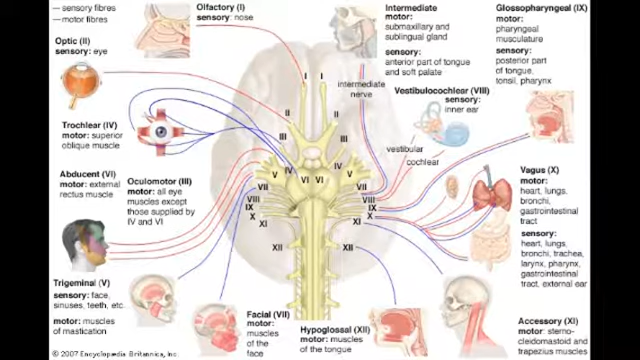 sensory fibres
motor fibres
Olfactory (I)
sensory: nose
Intermediate
motor:
submaxillary and
sublingual gland
sensory:
anterior part of tongue
and soft palate
Glossopharyngeal (IX)
motor:
pharyngeal
musculature
sensory:
posterior part
of tongue,
tonsil, pharynx
Optic (II)
sensory: eye
intermediate
nerve
Vestibulocochlear (VIII)
sensory:
inner ear
vestibular
cochlear
Trochlear (IV)
motor: superior
oblique muscle
Abducent (VI)
motor: external
rectus muscle
Oculomotor (III)
motor: all eye
muscles except
those supplied by
IV and VI
I I
II II
III III
IV IV
V VI VI V
VII VII
VIII VIII
IX IX
X X
XI XI
XII XII
Vagus (X)
motor:
heart, lungs,
bronchi,
gastrointestinal
tract
sensory:
heart, lungs,
bronchi, trachea,
larynx, pharynx,
gastrointestinal
tract, external ear
Trigeminal (V)
sensory: face,
sinuses, teeth, etc.
motor: muscles
of mastication
Facial (VII)
motor:
muscles
of the
face
Hypoglossal (XII)
motor: muscles
of the tongue
Accessory (XI)
motor: sterno-
cleidomastoid and
trapezius muscles
© 2007 Encyclopædia Britannica, Inc.